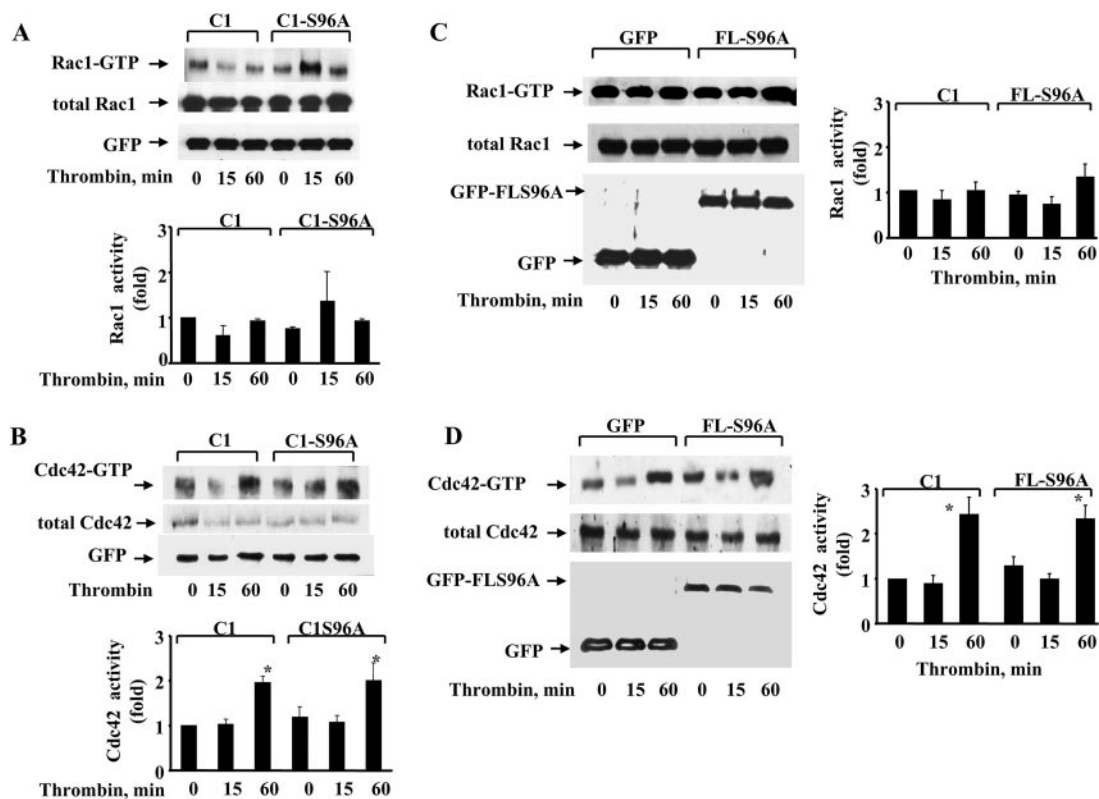 A
C1 C1-S96A
Rac1-GTP
total Rac1
GFP
Thrombin, min 0 15 60 0 15 60
C1 C1-S96A
Rac1 activity
(fold)
3
2
1
0
0 15 60 0 15 60
Thrombin, min
B
C1 C1-S96A
Cdc42-GTP
total Cdc42
GFP
Thrombin 0 15 60 0 15 60
C1 C1S96A
Cdc42 activity
(fold)
3
2
1
0
* *
Thrombin, min 0 15 60 0 15 60
C
GFP FL-S96A
Rac1-GTP
total Rac1
GFP-FLS96A
GFP
Thrombin, min 0 15 60 0 15 60
C1 FL-S96A
Rac1 activity
(fold)
3
2
1
0
0 15 60 0 15 60
Thrombin, min
D
GFP FL-S96A
Cdc42-GTP
total Cdc42
GFP-FLS96A
GFP
Thrombin, min 0 15 60 0 15 60
C1 FL-S96A
Cdc42 activity
(fold)
3
2
1
0
* *
0 15 60 0 15 60
Thrombin, min